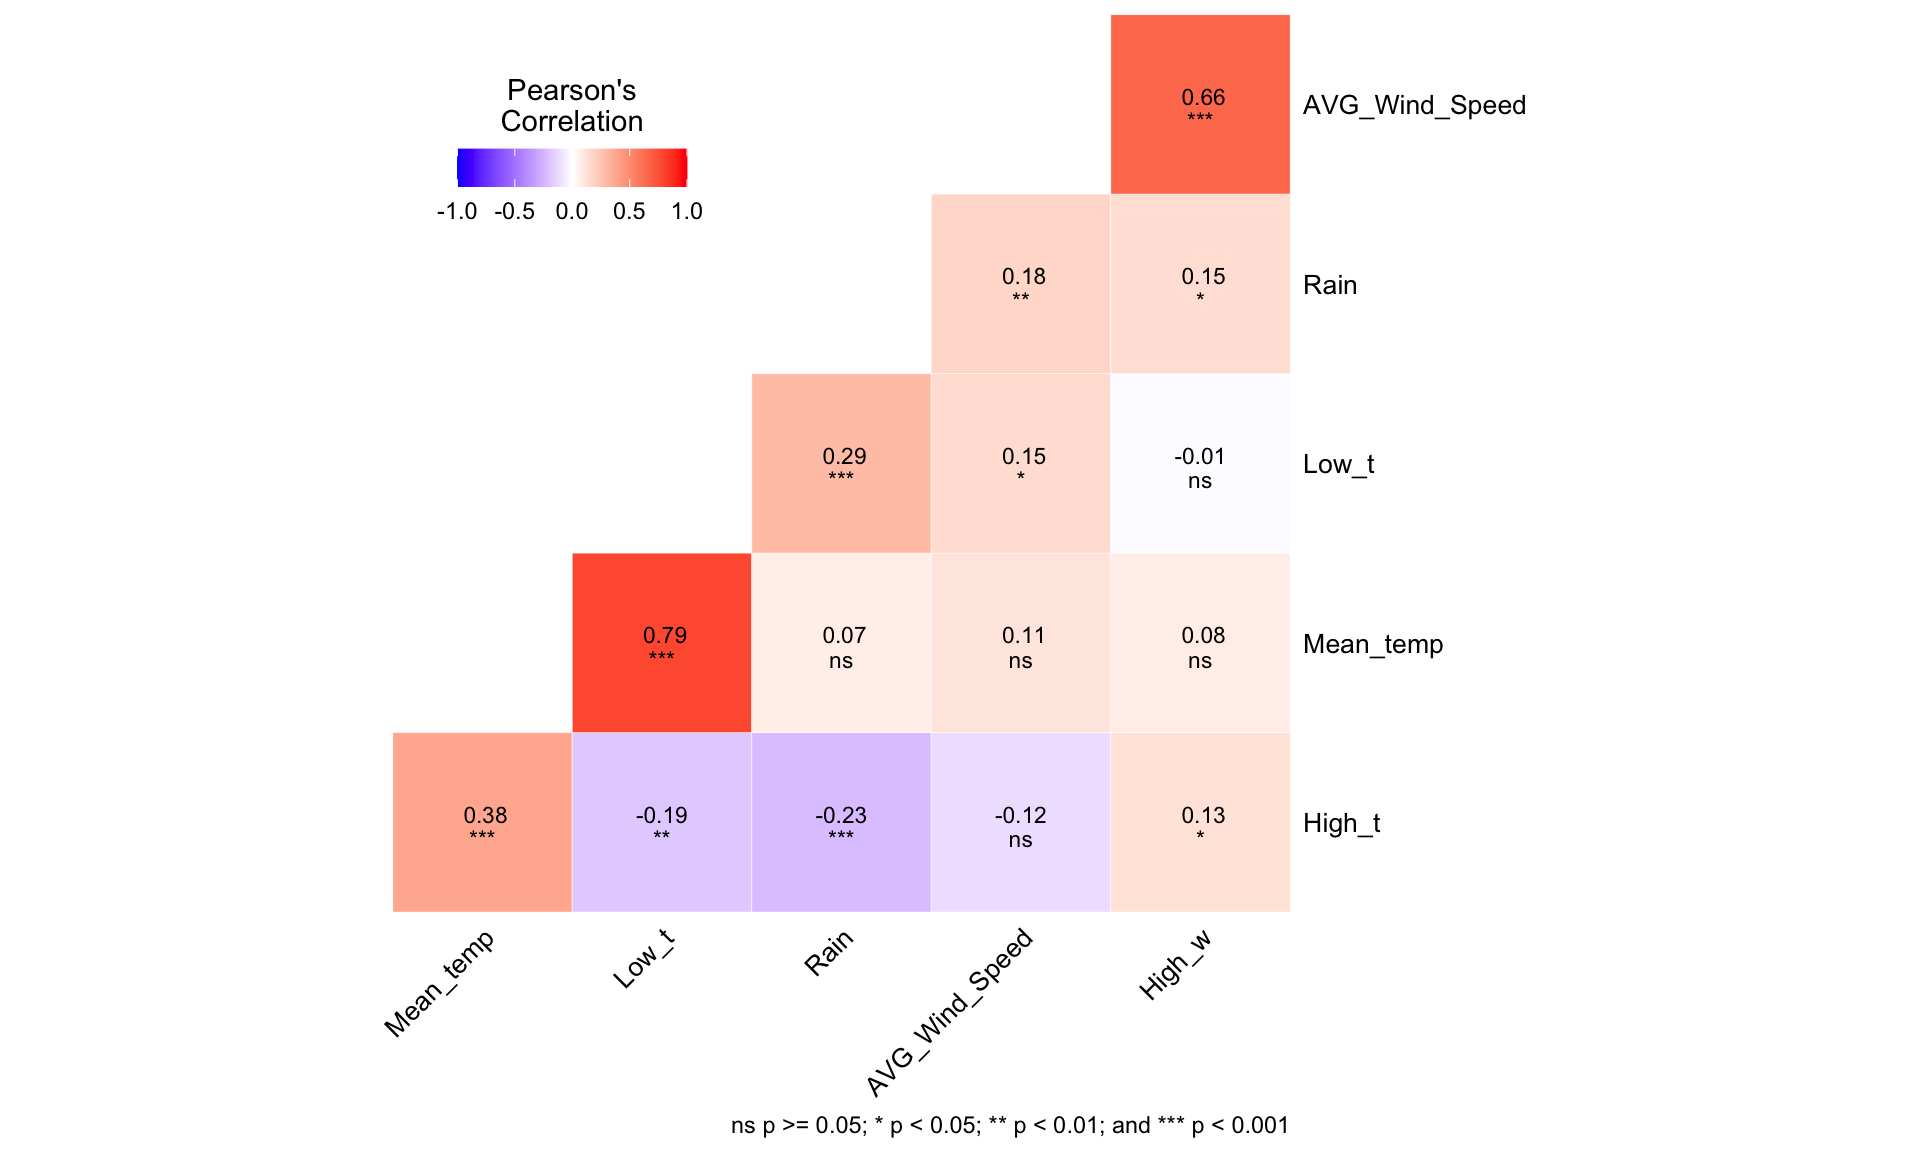 Pearson's
Correlation
-1.0 -0.5 0.0 0.5 1.0
0.66
***
AVG_Wind_Speed
0.18 0.15
** *
Rain
0.29 0.15 -0.01
*** * ns
Low_t
0.79 0.07 0.11 0.08
*** ns ns ns
Mean_temp
0.38 -0.19 -0.23 -0.12 0.13
*** ** *** ns *
High_t
Mean_temp
Low_t
Rain
AVG_Wind_Speed
High_w
ns p >= 0.05; * p < 0.05; ** p < 0.01; and *** p < 0.001